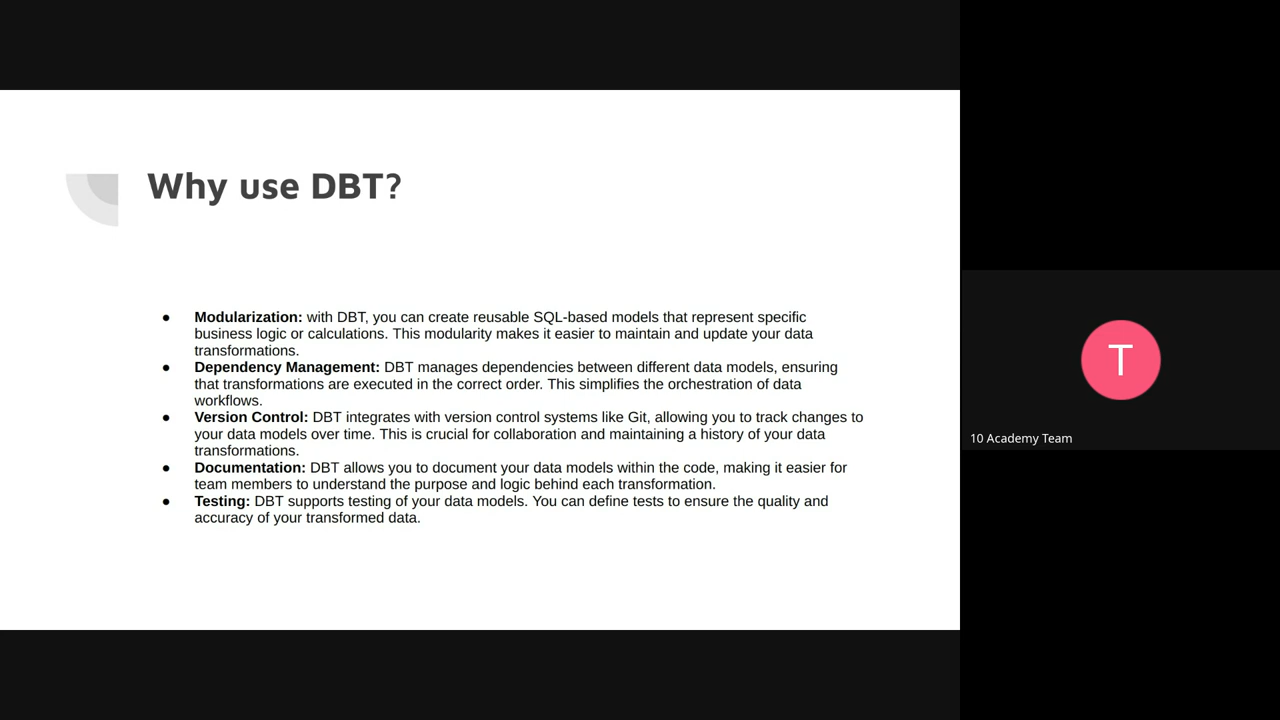 Why use DBT?
● Modularization: with DBT, you can create reusable SQL-based models that represent specific
business logic or calculations. This modularity makes it easier to maintain and update your data
transformations.
● Dependency Management: DBT manages dependencies between different data models, ensuring
that transformations are executed in the correct order. This simplifies the orchestration of data
workflows.
● Version Control: DBT integrates with version control systems like Git, allowing you to track changes to
your data models over time. This is crucial for collaboration and maintaining a history of your data
transformations.
● Documentation: DBT allows you to document your data models within the code, making it easier for
team members to understand the purpose and logic behind each transformation.
● Testing: DBT supports testing of your data models. You can define tests to ensure the quality and
accuracy of your transformed data.
T
10 Academy Team